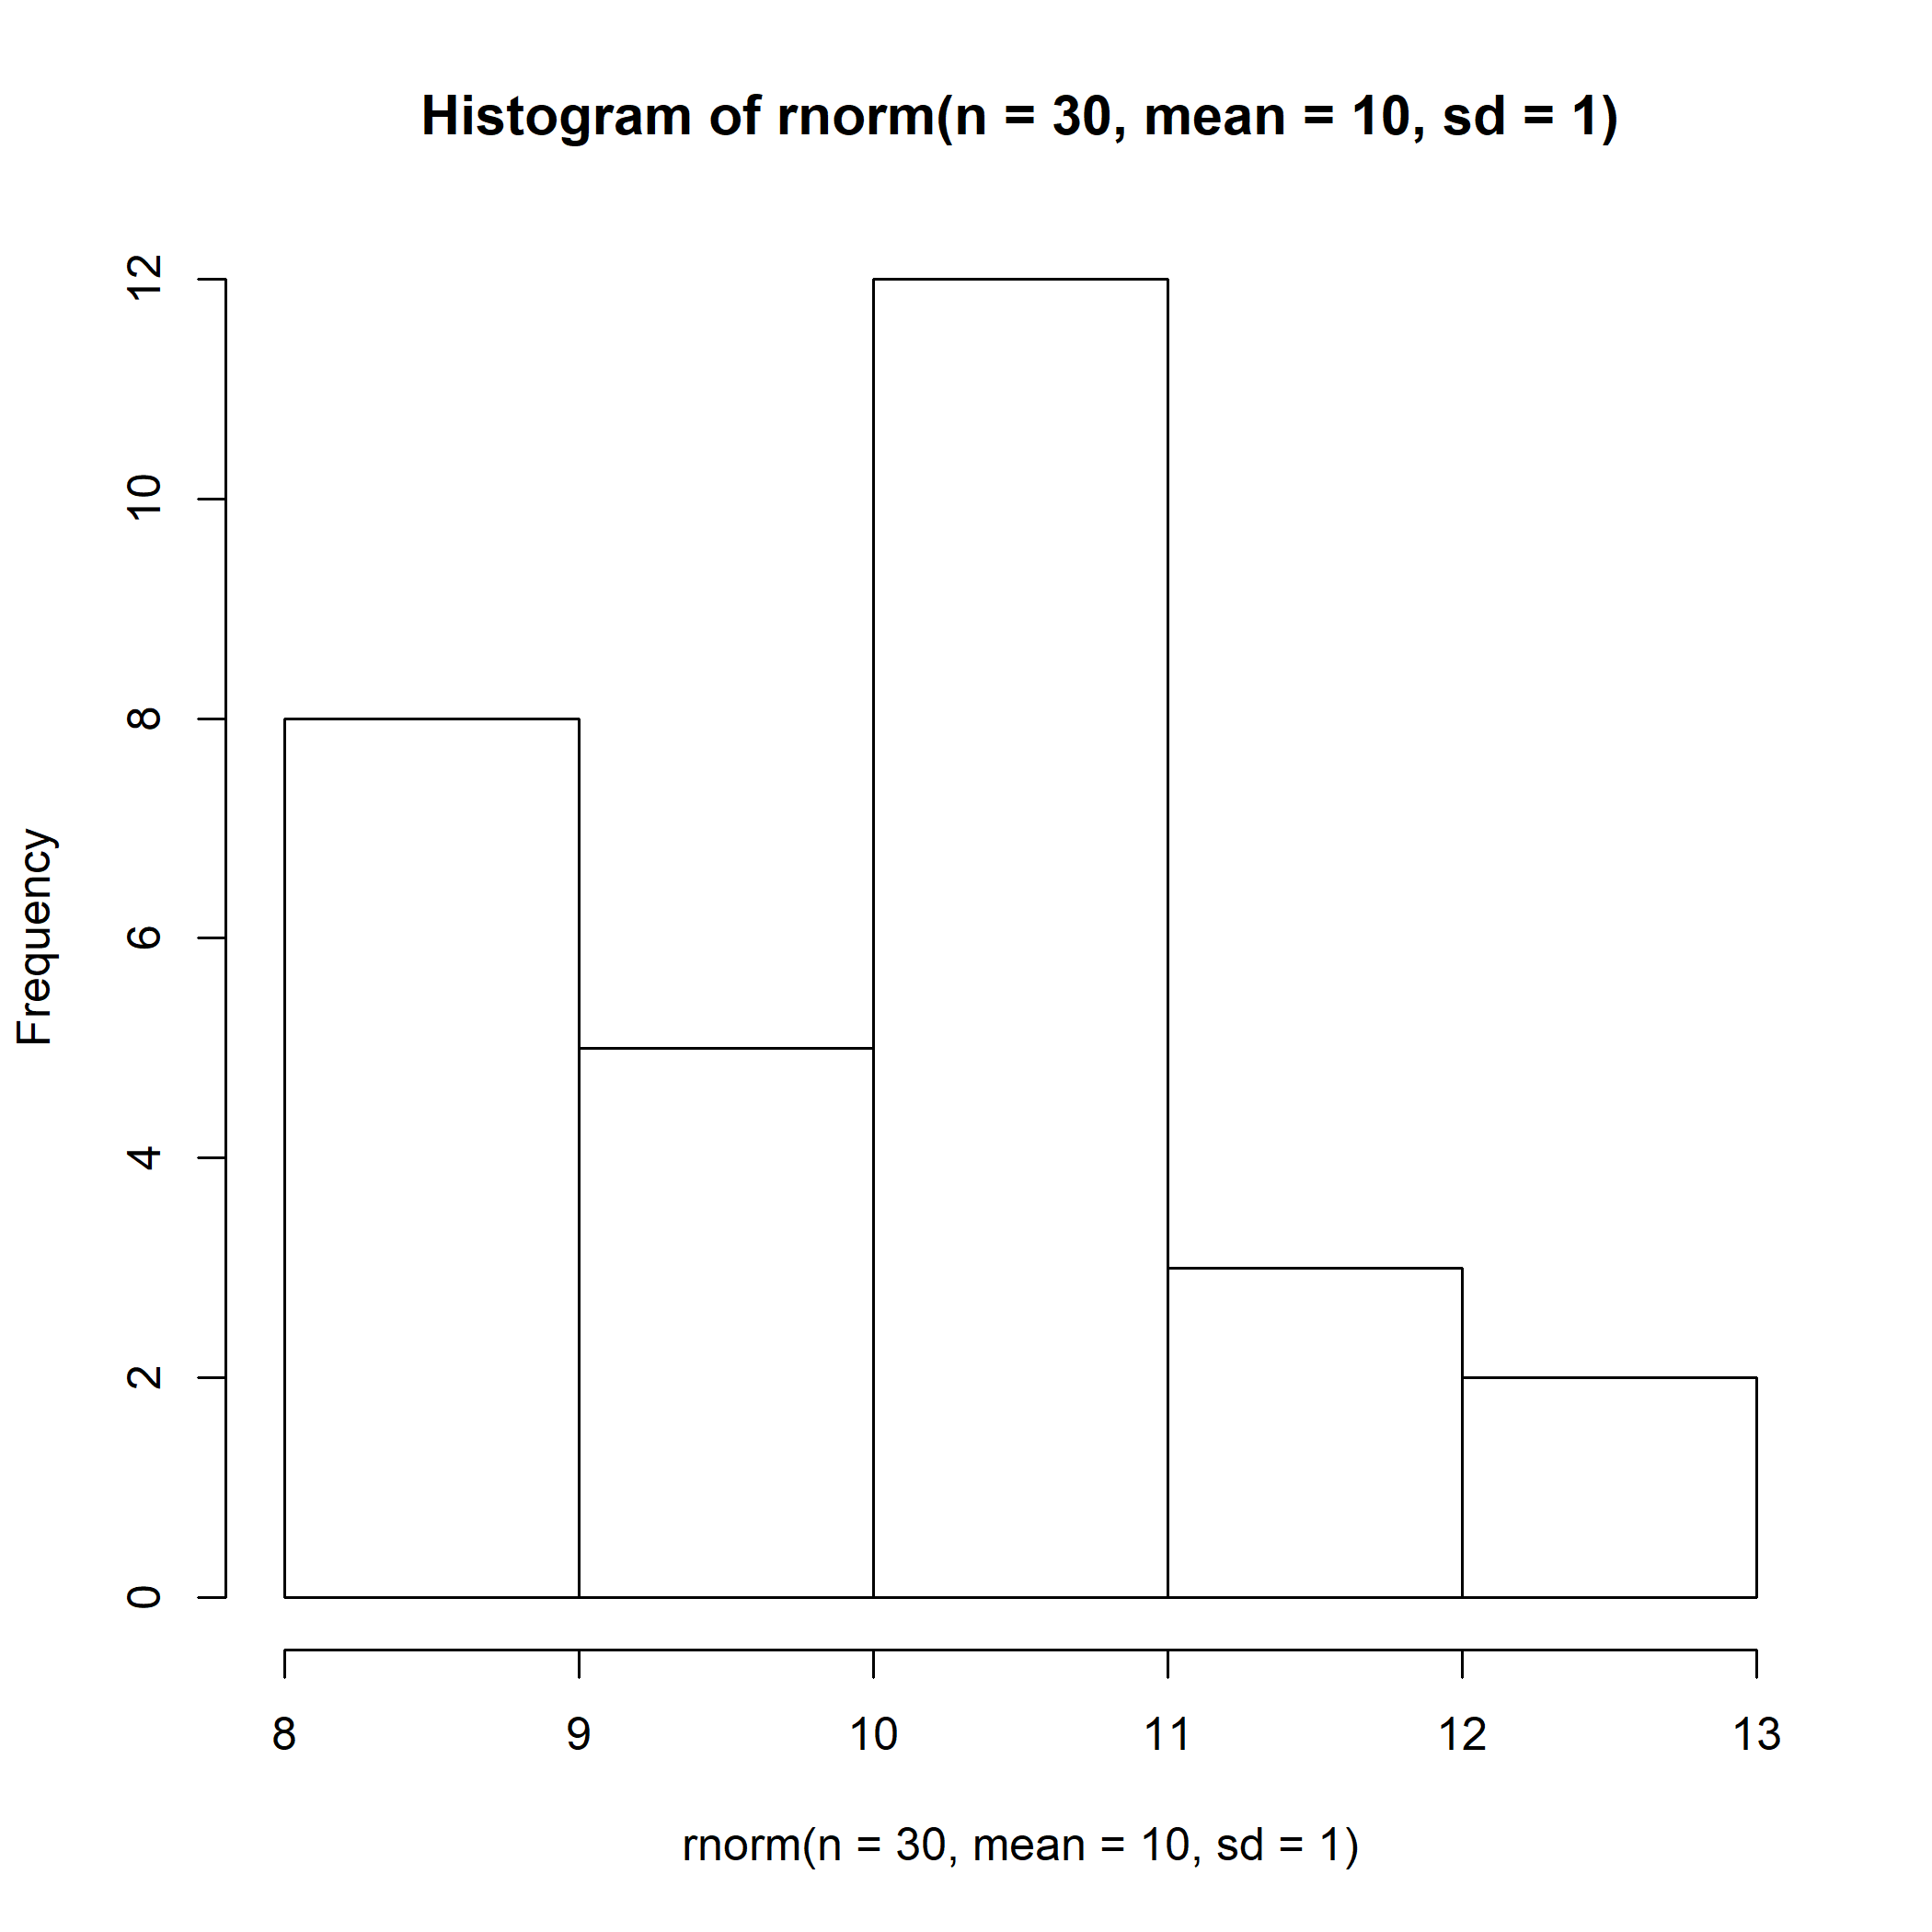 Histogram of rnorm(n = 30, mean = 10, sd = 1)
12
10
8
6
4
2
0
Frequency
8 9 10 11 12 13
rnorm(n = 30, mean = 10, sd = 1)